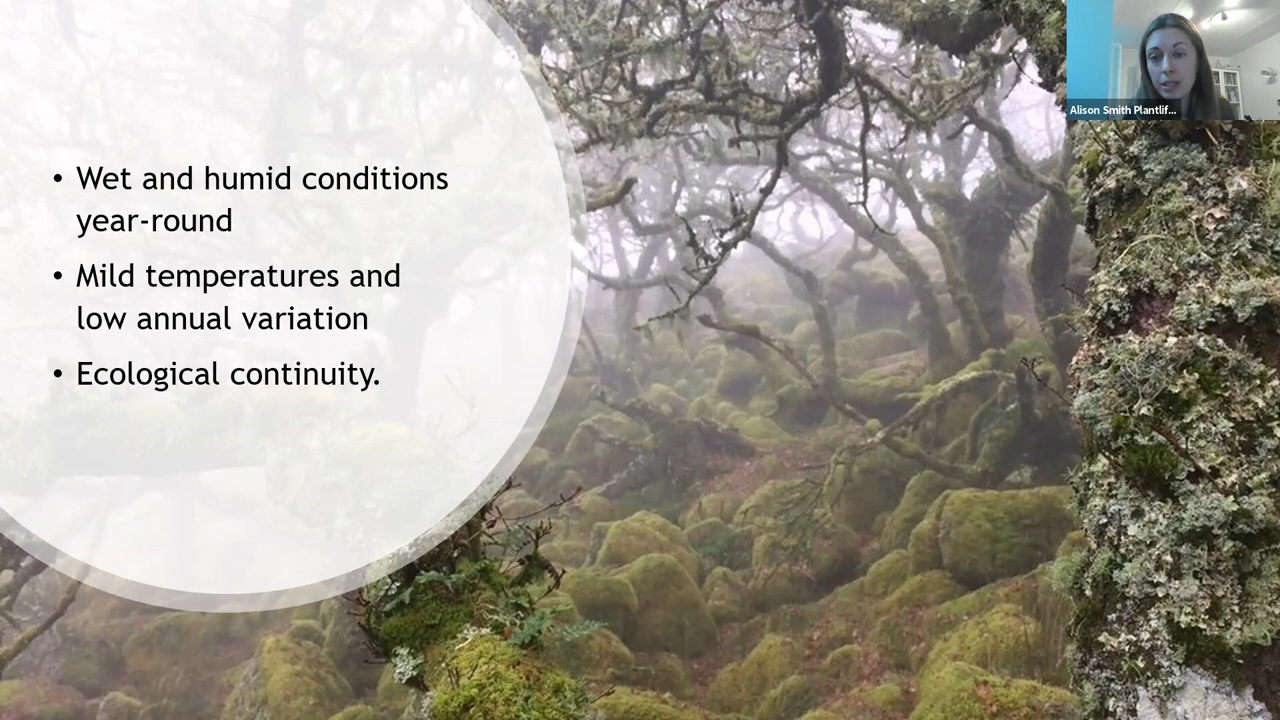 Alison Smith Plantlif...
• Wet and humid conditions
year-round
• Mild temperatures and
low annual variation
• Ecological continuity.